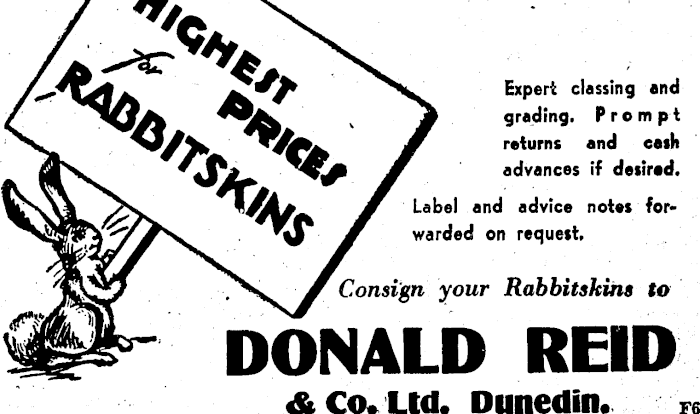 HIGHEST
for PRICES
RABBITSKINS
Expert classing and
grading. Prompt
returns and cash
advances if desired.
Label and advice notes for-
warded on request.
Consign your Rabbitskins to
DONALD REID
& Co. Ltd. Dunedin.